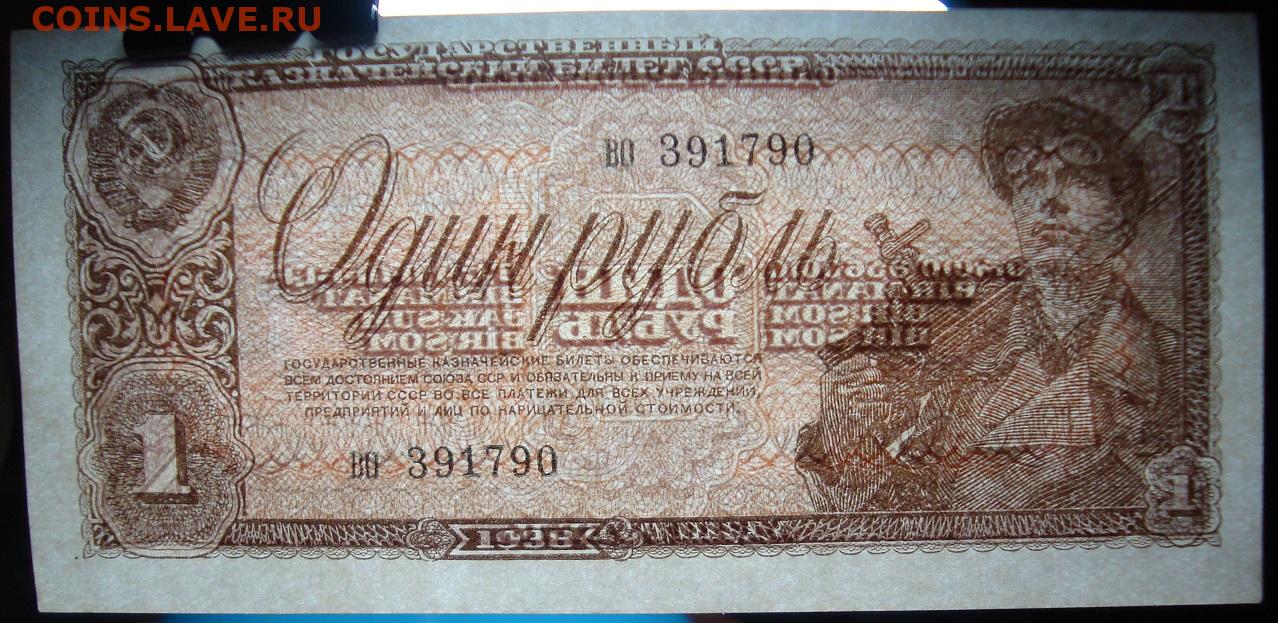 COINS.LAVE.RU
ГОСУДАРСТВЕННЫЙ
КАЗНАЧЕЙСКИЙ БИЛЕТ СССР
ВО 391790
Один рубль
ГОСУДАРСТВЕННЫЕ КАЗНАЧЕЙСКИЕ БИЛЕТЫ ОБЕСПЕЧИВАЮТСЯ
ВСЕМ ДОСТОЯНИЕМ СОЮЗА ССР И ОБЯЗАТЕЛЬНЫ К ПРИЕМУ НА ВСЕЙ
ТЕРРИТОРИИ СССР ВО ВСЕ ПЛАТЕЖИ ДЛЯ ВСЕХ УЧРЕЖДЕНИЙ,
ПРЕДПРИЯТИЙ И ЛИЦ ПО НАРИЦАТЕЛЬНОЙ СТОИМОСТИ.
ВО 391790
1
1
1
1938